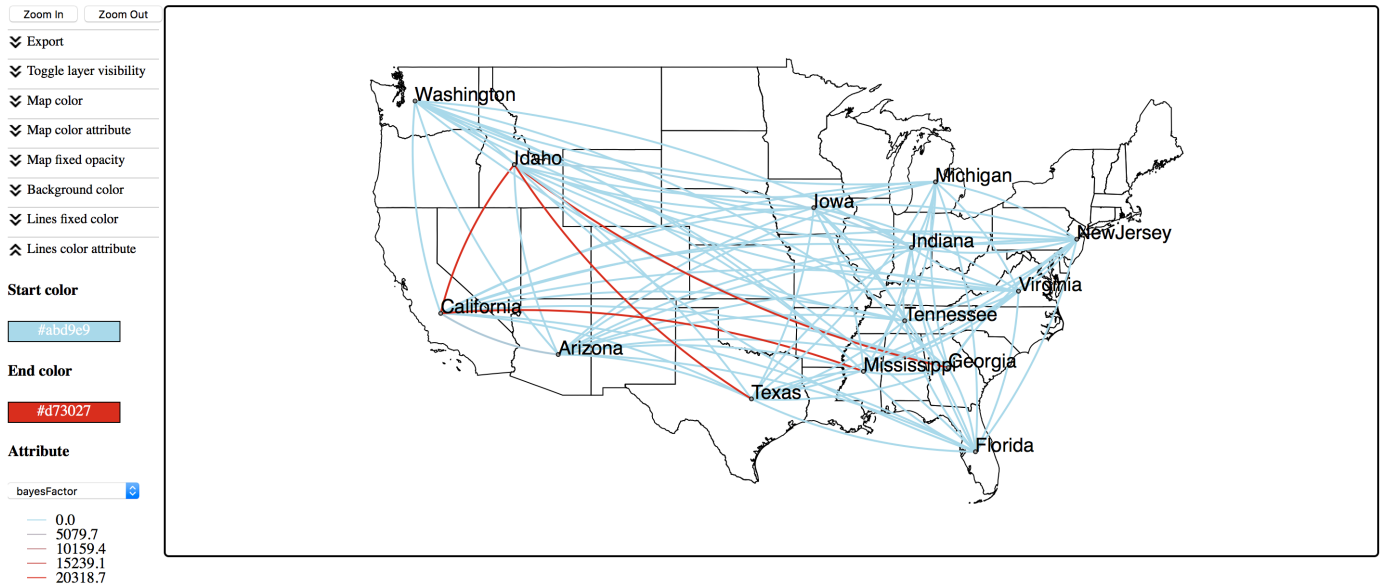 Zoom In Zoom Out
Export
Toggle layer visibility
Map color
Map color attribute
Map fixed opacity
Background color
Lines fixed color
Lines color attribute
Start color
#abd9e9
End color
#d73027
Attribute
bayesFactor
0.0
5079.7
10159.4
15239.1
20318.7
Washington
Idaho
Michigan
Iowa
NewJersey
Indiana
Virginia
California
Tennessee
Arizona
Georgia
Mississippi
Texas
Florida